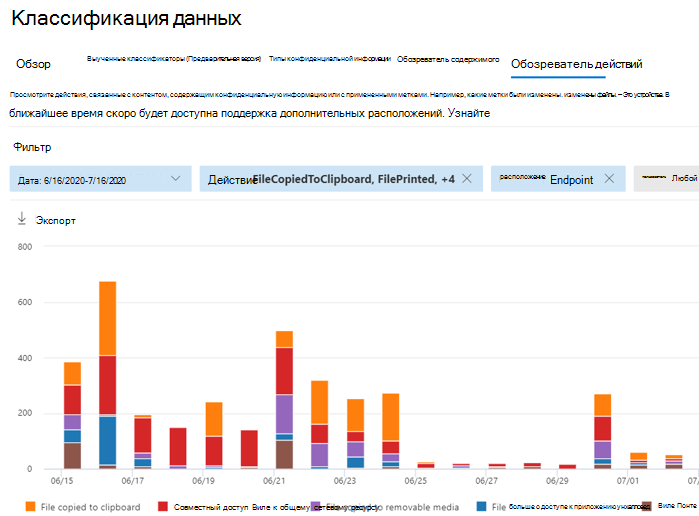 Классификация данных
Обзор Выученные классификаторы (Предварительная версия) Типы конфиденциальной информации Обозреватель содержимого Обозреватель действий
Просмотрите действия, связанные с контентом, содержащим конфиденциальную информацию или с примененными метками. Например, какие метки были изменены. изменены файлы. – Это устройства. В
ближайшее время скоро будет доступна поддержка дополнительных расположений. Узнайте
Фильтр
Дата: 6/16/2020-7/16/2020 Действие FileCopiedToClipboard, FilePrinted, +4 расположение Endpoint Любой
Экспорт
800
600
400
200
0
06/15 06/17 06/19 06/21 06/23 06/25 06/27 06/29 07/01 07/
File copied to clipboard Совместный доступ Виле к общему сетевому ресурсу to removable media File больше о доступе к приложению Виле Понте